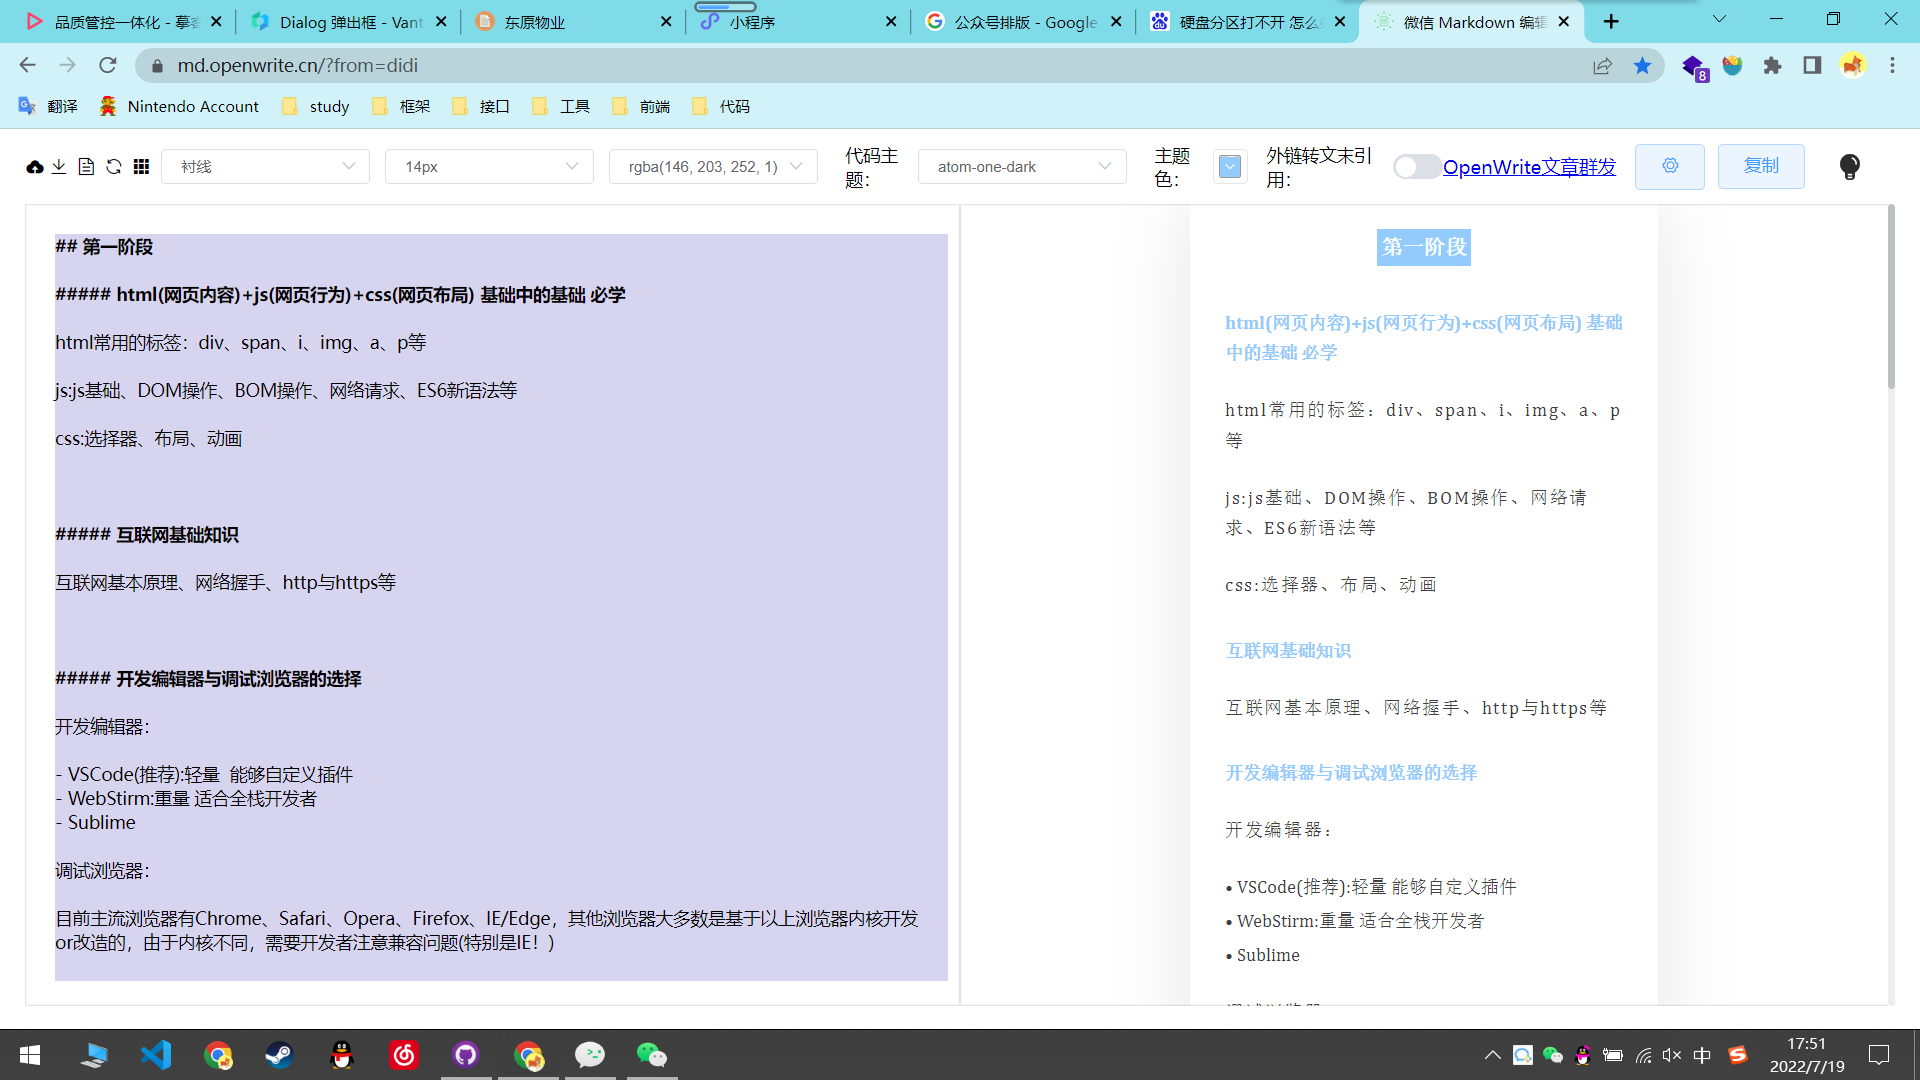 品质管控一体化 - 摹客
Dialog 弹出框 - Vant
东原物业
小程序
公众号排版 - Google
硬盘分区打不开 怎么
微信 Markdown 编辑
md.openwrite.cn/?from=didi
8
翻译
Nintendo Account
study
框架
接口
工具
前端
代码
衬线
14px
rgba(146, 203, 252, 1)
代码主
题：
atom-one-dark
主题
色：
外链转文末引
用：
OpenWrite文章群发
复制
## 第一阶段
##### html(网页内容)+js(网页行为)+css(网页布局) 基础中的基础 必学
html常用的标签：div、span、i、img、a、p等
js:js基础、DOM操作、BOM操作、网络请求、ES6新语法等
css:选择器、布局、动画
##### 互联网基础知识
互联网基本原理、网络握手、http与https等
##### 开发编辑器与调试浏览器的选择
开发编辑器：
- VSCode(推荐):轻量  能够自定义插件
- WebStirm:重量 适合全栈开发者
- Sublime
调试浏览器：
目前主流浏览器有Chrome、Safari、Opera、Firefox、IE/Edge，其他浏览器大多数是基于以上浏览器内核开发
or改造的，由于内核不同，需要开发者注意兼容问题(特别是IE！)
第一阶段
html(网页内容)+js(网页行为)+css(网页布局) 基础
中的基础 必学
html常用的标签：div、span、i、img、a、p
等
js:js基础、DOM操作、BOM操作、网络请
求、ES6新语法等
css:选择器、布局、动画
互联网基础知识
互联网基本原理、网络握手、http与https等
开发编辑器与调试浏览器的选择
开发编辑器：
• VSCode(推荐):轻量 能够自定义插件
• WebStirm:重量 适合全栈开发者
• Sublime
中
17:51
2022/7/19